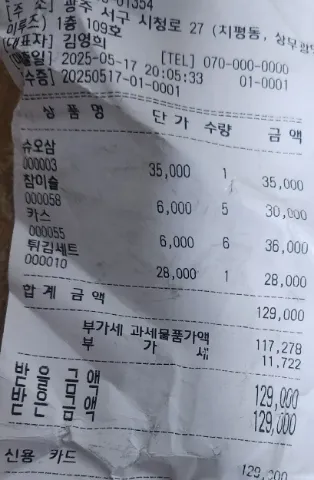 01354
[주 소] 광주 서구 시청로 27 (치평동,
1층 109호
[대표자] 김영의
2025-05-17 [TEL] 070-000-0000
20:05:33 01-0001
20250517-01-0001
상 품 명 단 가 수량 금 액
슈오삼
000003 35,000 1 35,000
참이슬
000058 6,000 5 30,000
카스
000055 6,000 6 36,000
튀김세트
000010 28,000 1 28,000
합 계 금 액 129,000
부가세 과세물품가액 117,278
부 가 세 11,722
받을 금액 129,000
받은 금액 129,000
신용 카드 129,000